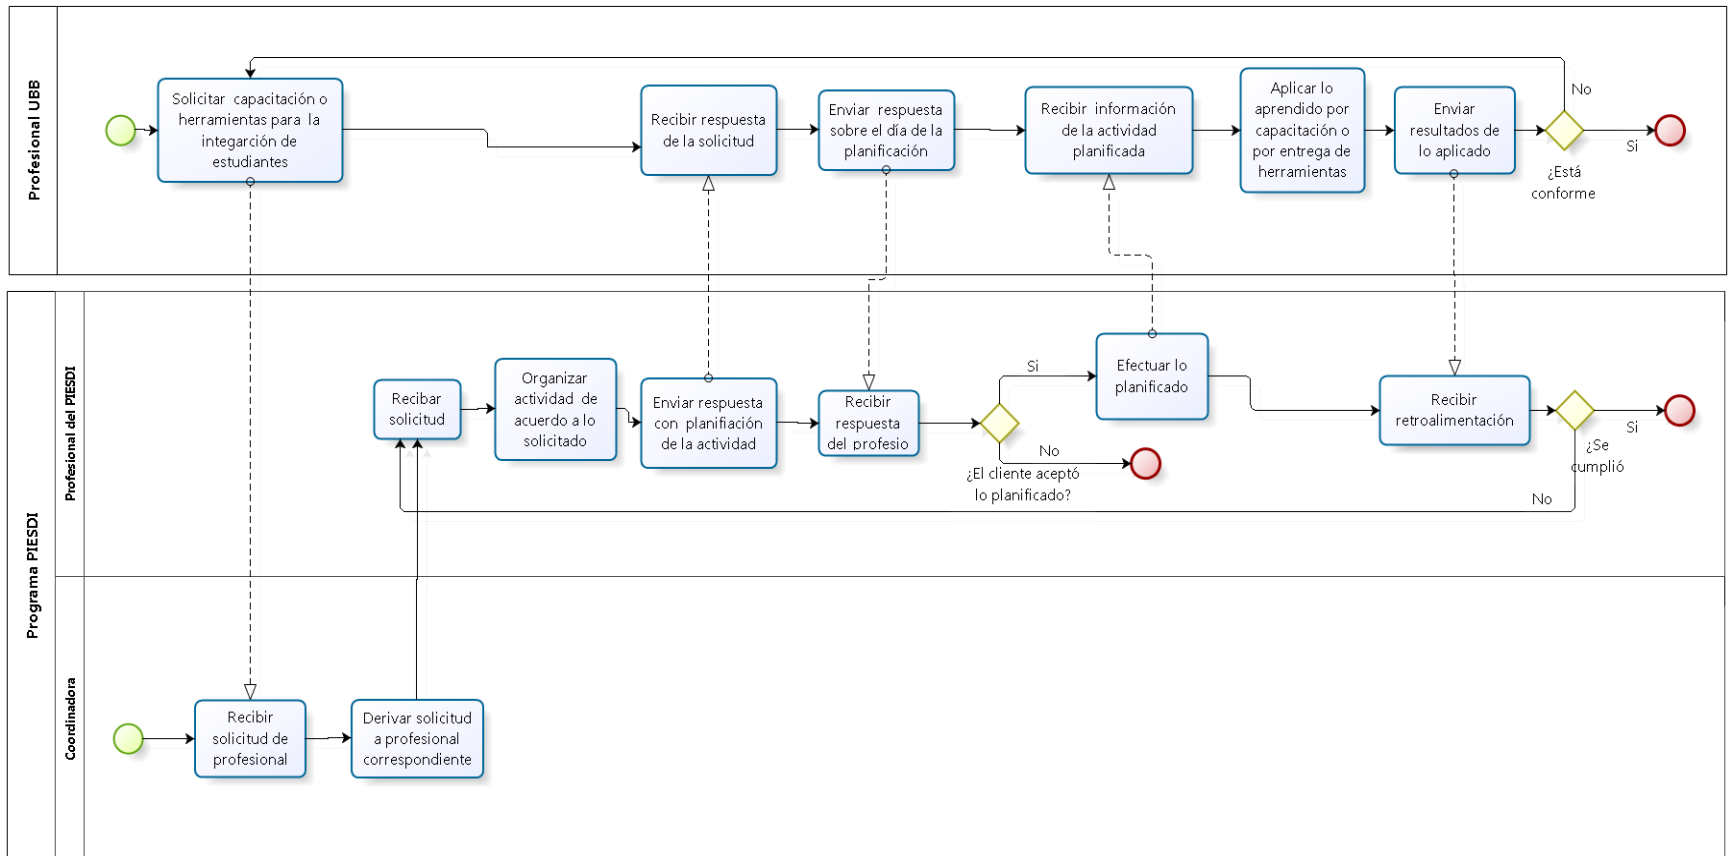 Profesional UBB
Solicitar capacitación o
herramientas para la
integarción de
estudiantes
Recibir respuesta
de la solicitud
Enviar respuesta
sobre el día de la
planificación
Recibir información
de la actividad
planificada
Aplicar lo
aprendido por
capacitación o
por entrega de
herramientas
Enviar
resultados de
lo aplicado
No
Si
¿Está
conforme
Programa PIESDI
Profesional del PIESDI
Recibar
solicitud
Organizar
actividad de
acuerdo a lo
solicitado
Enviar respuesta
con planifiación
de la actividad
Recibir
respuesta
del profesio
Si
No
¿El cliente aceptó
lo planificado?
Efectuar lo
planificado
Recibir
retroalimentación
Si
¿Se
cumplió
No
Coordinadora
Recibir
solicitud de
profesional
Derivar solicitud
a profesional
correspondiente